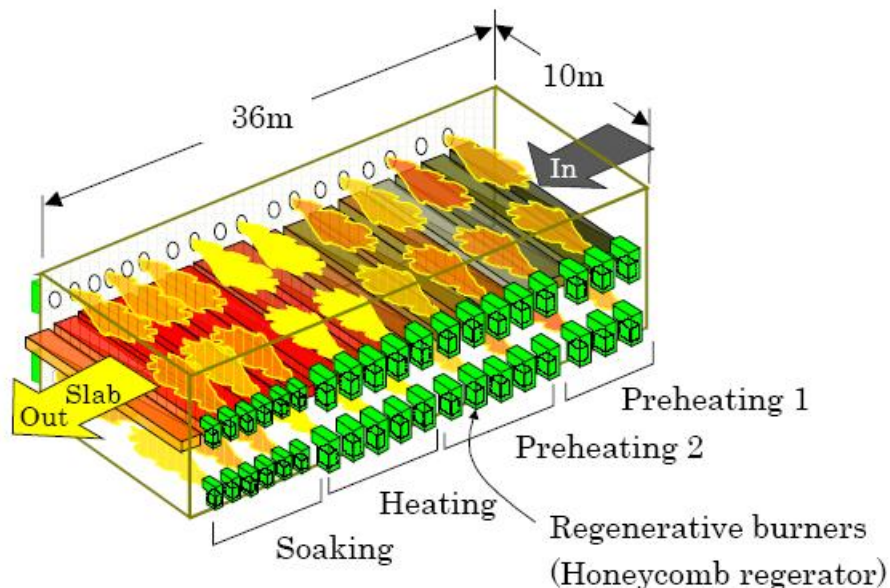 10m
36m
In
Slab
Out
Preheating 1
Preheating 2
Heating
Soaking
Regenerative burners
(Honeycomb regerator)